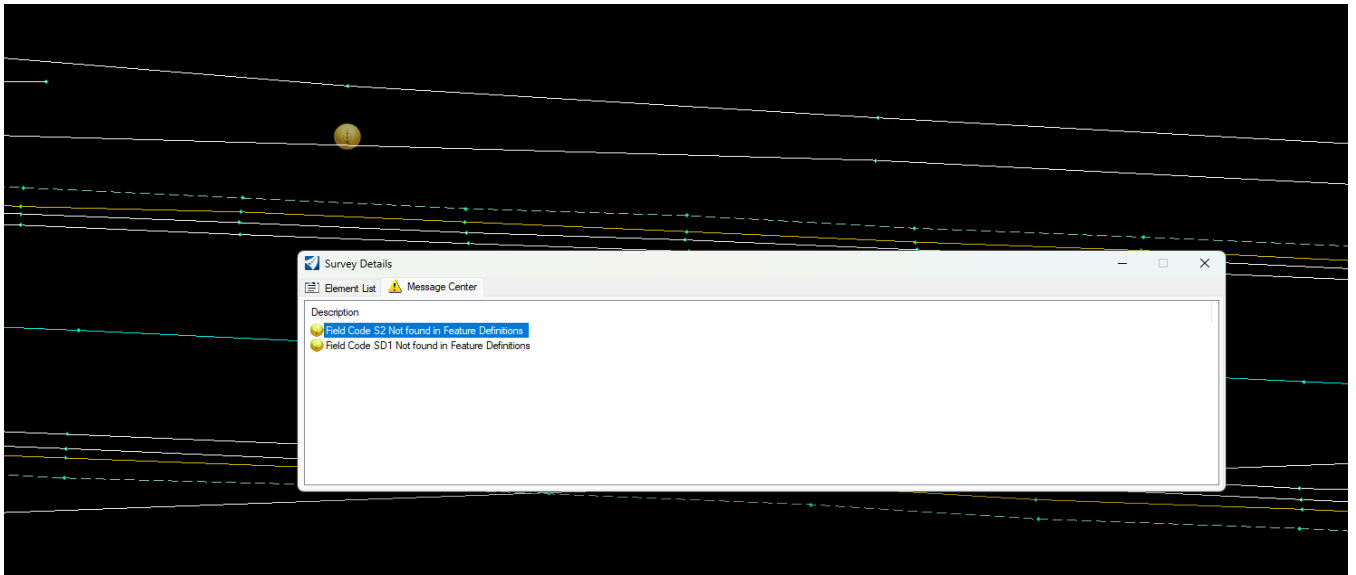 Survey Details
Element List
Message Center
Description
Field Code S2 Not found in Feature Definitions
Field Code SD1 Not found in Feature Definitions